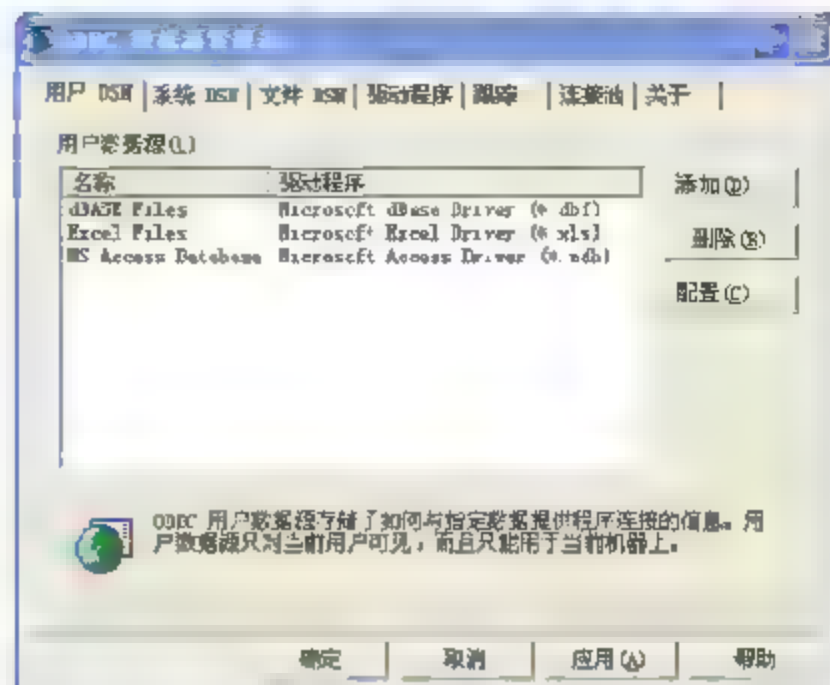 ODBC 数据源管理器
用户 DSN 系统 DSN 文件 DSN 驱动程序 跟踪 连接池 关于
用户数据源(U)
名称 驱动程序 添加(D)
dBASE Files Microsoft dBase Driver (*.dbf)
Excel Files Microsoft Excel Driver (*.xls) 删除(R)
MS Access Database Microsoft Access Driver (*.mdb)
配置(C)
ODBC 用户数据源存储了如何与指定数据提供程序连接的信息。用
户数据源只对当前用户可见，而且只能用于当前机器上。
确定 取消 应用(A) 帮助